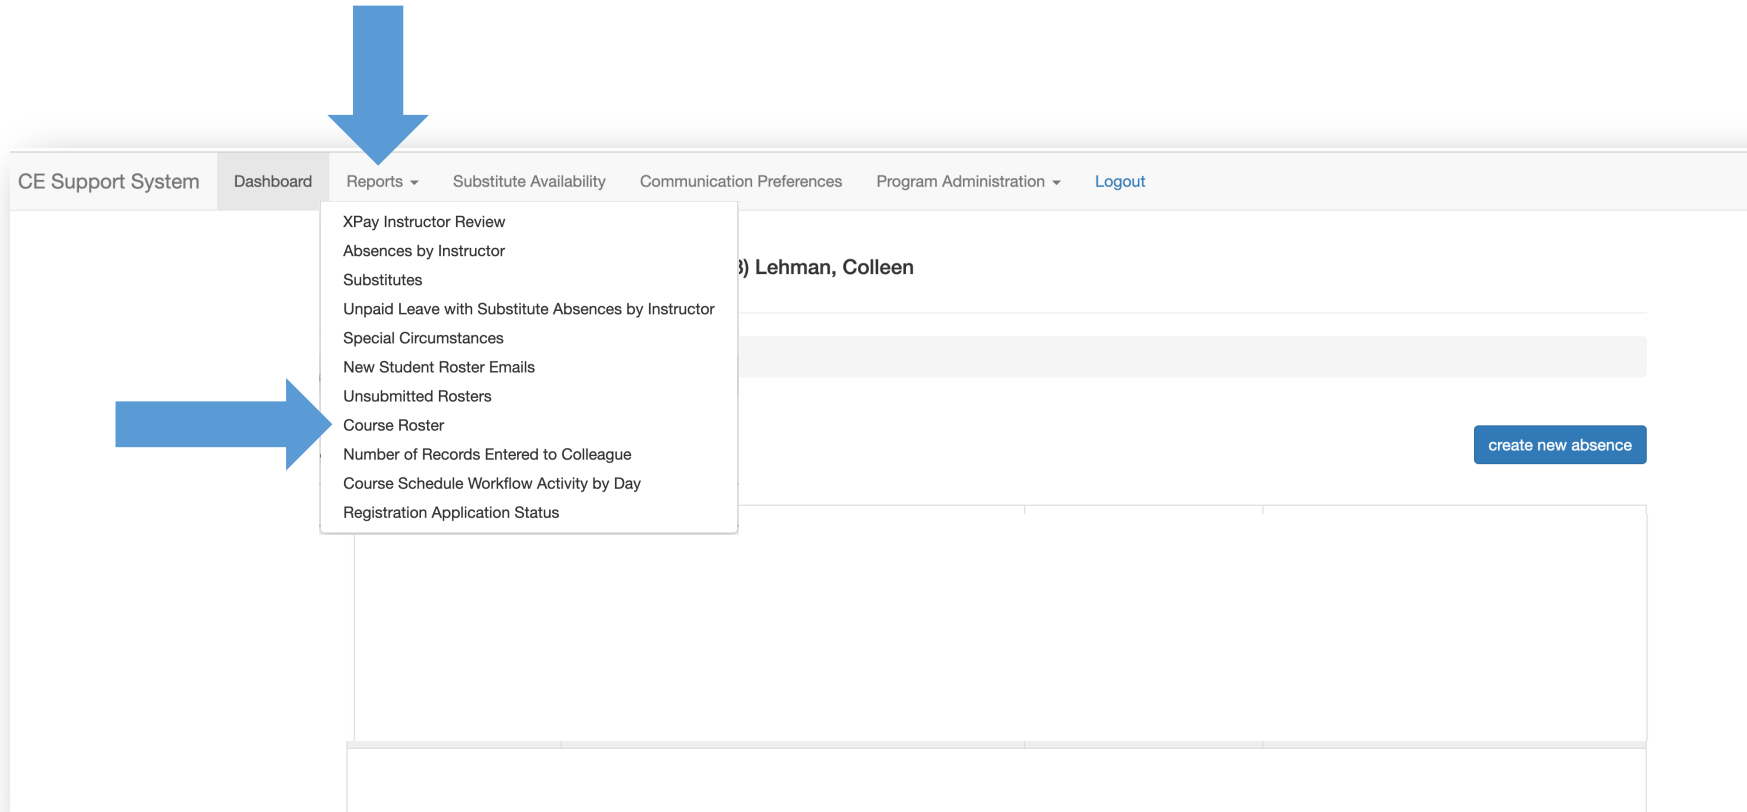 CE Support System Dashboard Reports Substitute Availability Communication Preferences Program Administration Logout
XPay Instructor Review
Absences by Instructor
Substitutes
Unpaid Leave with Substitute Absences by Instructor
Special Circumstances
New Student Roster Emails
Unsubmitted Rosters
Course Roster
Number of Records Entered to Colleague
Course Schedule Workflow Activity by Day
Registration Application Status
) Lehman, Colleen
create new absence